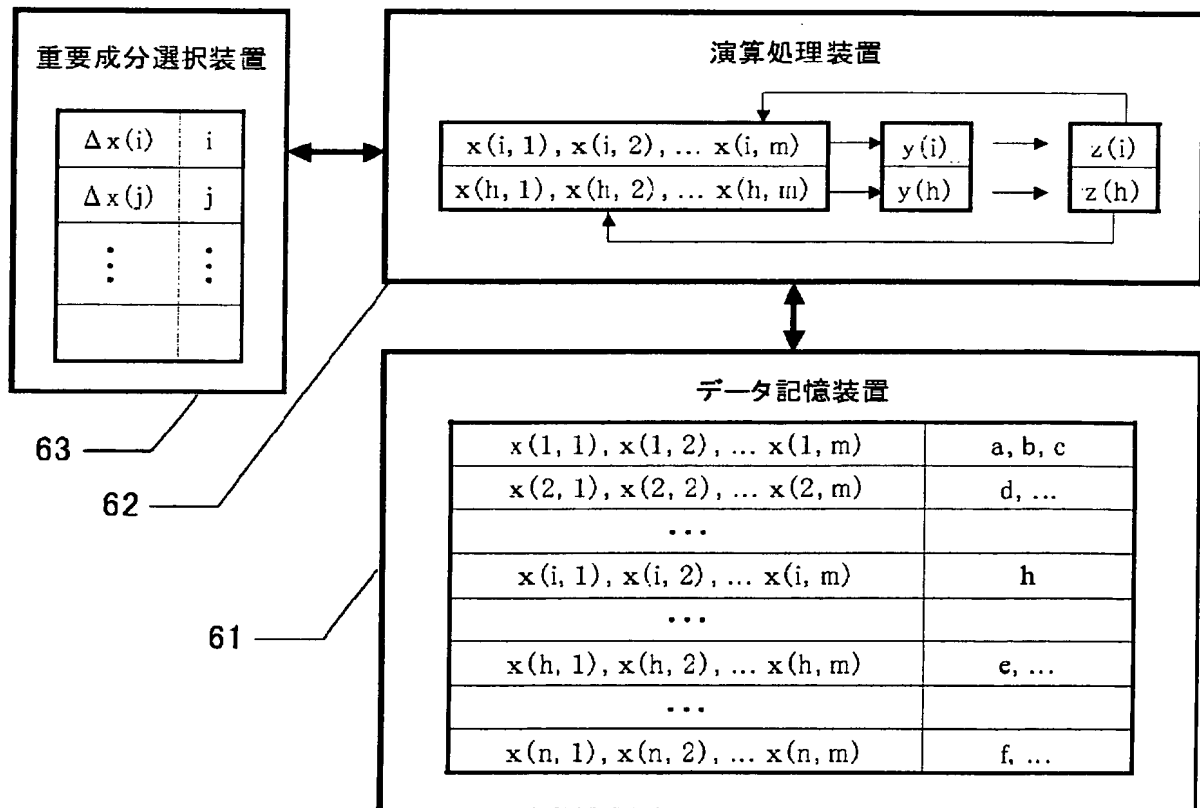 重要成分選択装置
Δx(i) i
Δx(j) j
⋮ ⋮
演算処理装置
x(i, 1), x(i, 2), ... x(i, m) y(i) z(i)
x(h, 1), x(h, 2), ... x(h, m) y(h) z(h)
データ記憶装置
x(1, 1), x(1, 2), ... x(1, m) a, b, c
x(2, 1), x(2, 2), ... x(2, m) d, ...
...
x(i, 1), x(i, 2), ... x(i, m) h
...
x(h, 1), x(h, 2), ... x(h, m) e, ...
...
x(n, 1), x(n, 2), ... x(n, m) f, ...
63
62
61